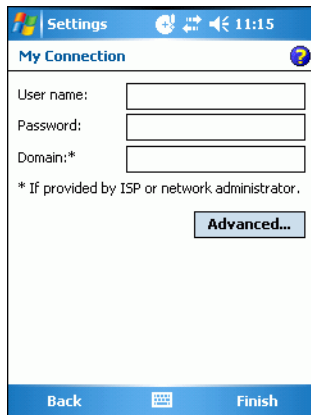 Settings 11:15
My Connection
User name:
Password:
Domain:*
* If provided by ISP or network administrator.
Advanced...
Back Finish